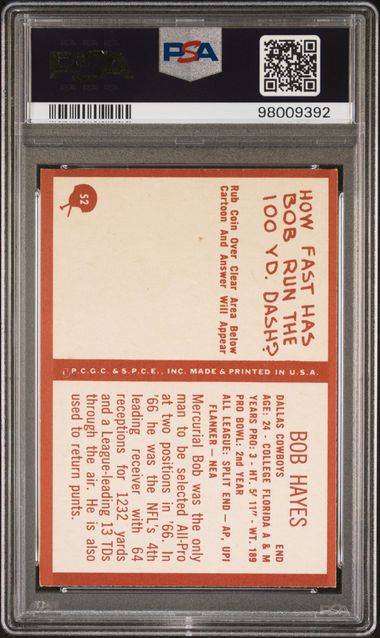 PSA
98009392
52
HOW FAST HAS
BOB RUN THE
100 YD. DASH?
Rub Coin Over Clear Area Below
Cartoon And Answer Will Appear
©P.C.G.C. & S.P.C.E., INC. MADE & PRINTED IN U.S.A.
BOB HAYES
DALLAS COWBOYS END
AGE: 24 - COLLEGE FLORIDA A & M
YEARS PRO: 3 - HT. 5' 11" - WT. 189
PRO BOWL: 2nd YEAR
ALL LEAGUE: SPLIT END — AP, UPI
FLANKER — NEA
Mercurial Bob was the only
man to be selected All-Pro
at two positions in '66. In
'66 he was the NFL's 4th
leading receiver with 64
receptions for 1232 yards
and a League-leading 13 TDs
through the air. He is also
used to return punts.